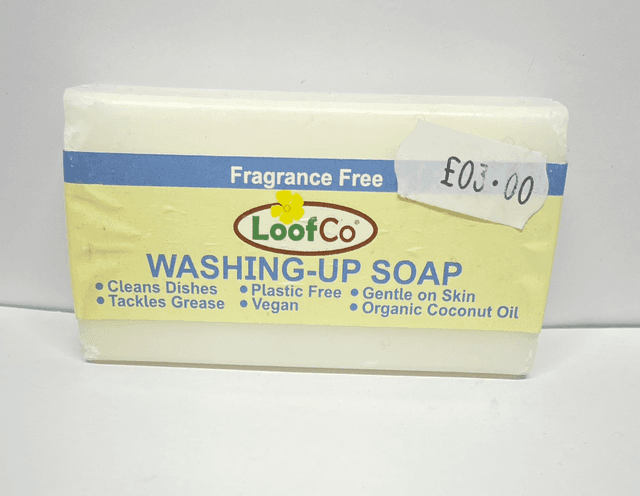 Fragrance Free
£03.00
LoofCo
WASHING-UP SOAP
• Cleans Dishes • Plastic Free • Gentle on Skin
• Tackles Grease • Vegan • Organic Coconut Oil